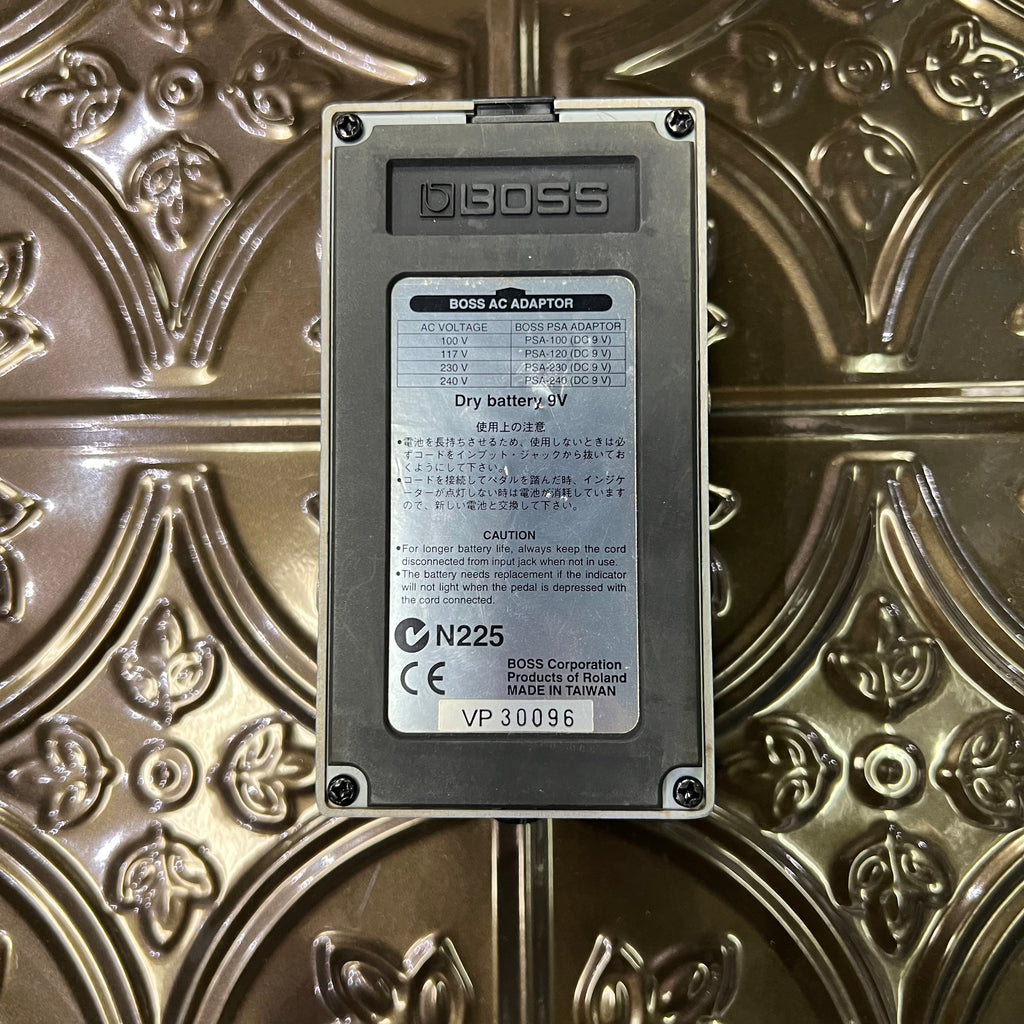 BOSS
BOSS AC ADAPTOR
AC VOLTAGE BOSS PSA ADAPTOR
100 V PSA-100 (DC 9 V)
117 V PSA-120 (DC 9 V)
230 V PSA-230 (DC 9 V)
240 V PSA-240 (DC 9 V)
Dry battery 9V
使用上の注意
•電池を長持ちさせるため、使用しないときは必
ずコードをインプット・ジャックから抜いてお
くようにして下さい。
•コードを接続してペダルを踏んだ時、インジケ
ーターが点灯しない時は電池が消耗しています
ので、新しい電池と交換して下さい。
CAUTION
•For longer battery life, always keep the cord
disconnected from input jack when not in use.
•The battery needs replacement if the indicator
will not light when the pedal is depressed with
the cord connected.
N225
CE
BOSS Corporation
Products of Roland
MADE IN TAIWAN
VP 30096